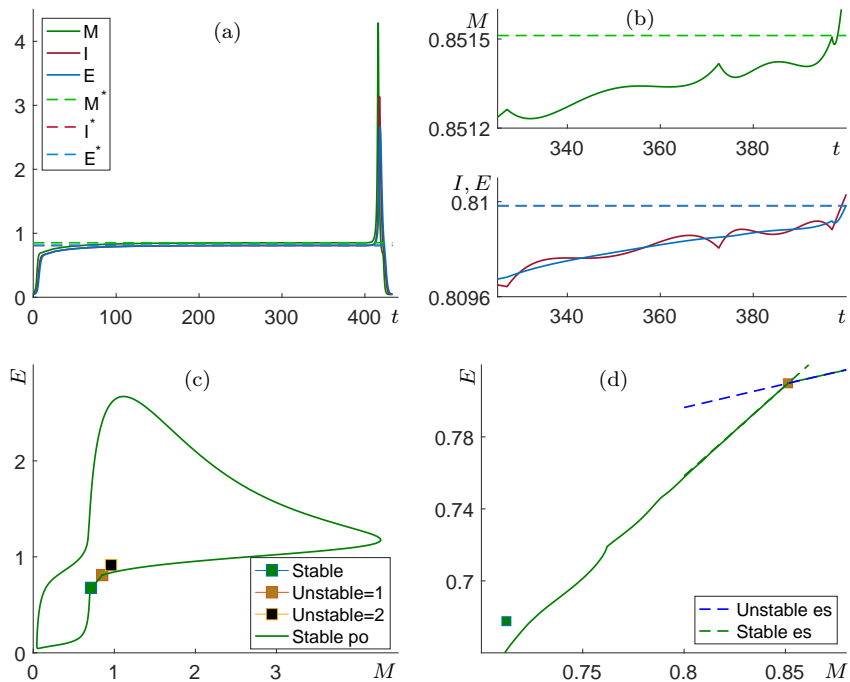 (a)
M
I
E
M*
I*
E*
4
3
2
1
0
0 100 200 300 400 t
(b)
M
0.8515
0.8512
340 360 380 t
I, E
0.81
0.8096
340 360 380 t
(c)
E
2
1
0
0 1 2 3 M
Stable
Unstable=1
Unstable=2
Stable po
(d)
E
0.78
0.74
0.7
0.75 0.8 0.85 M
Unstable es
Stable es